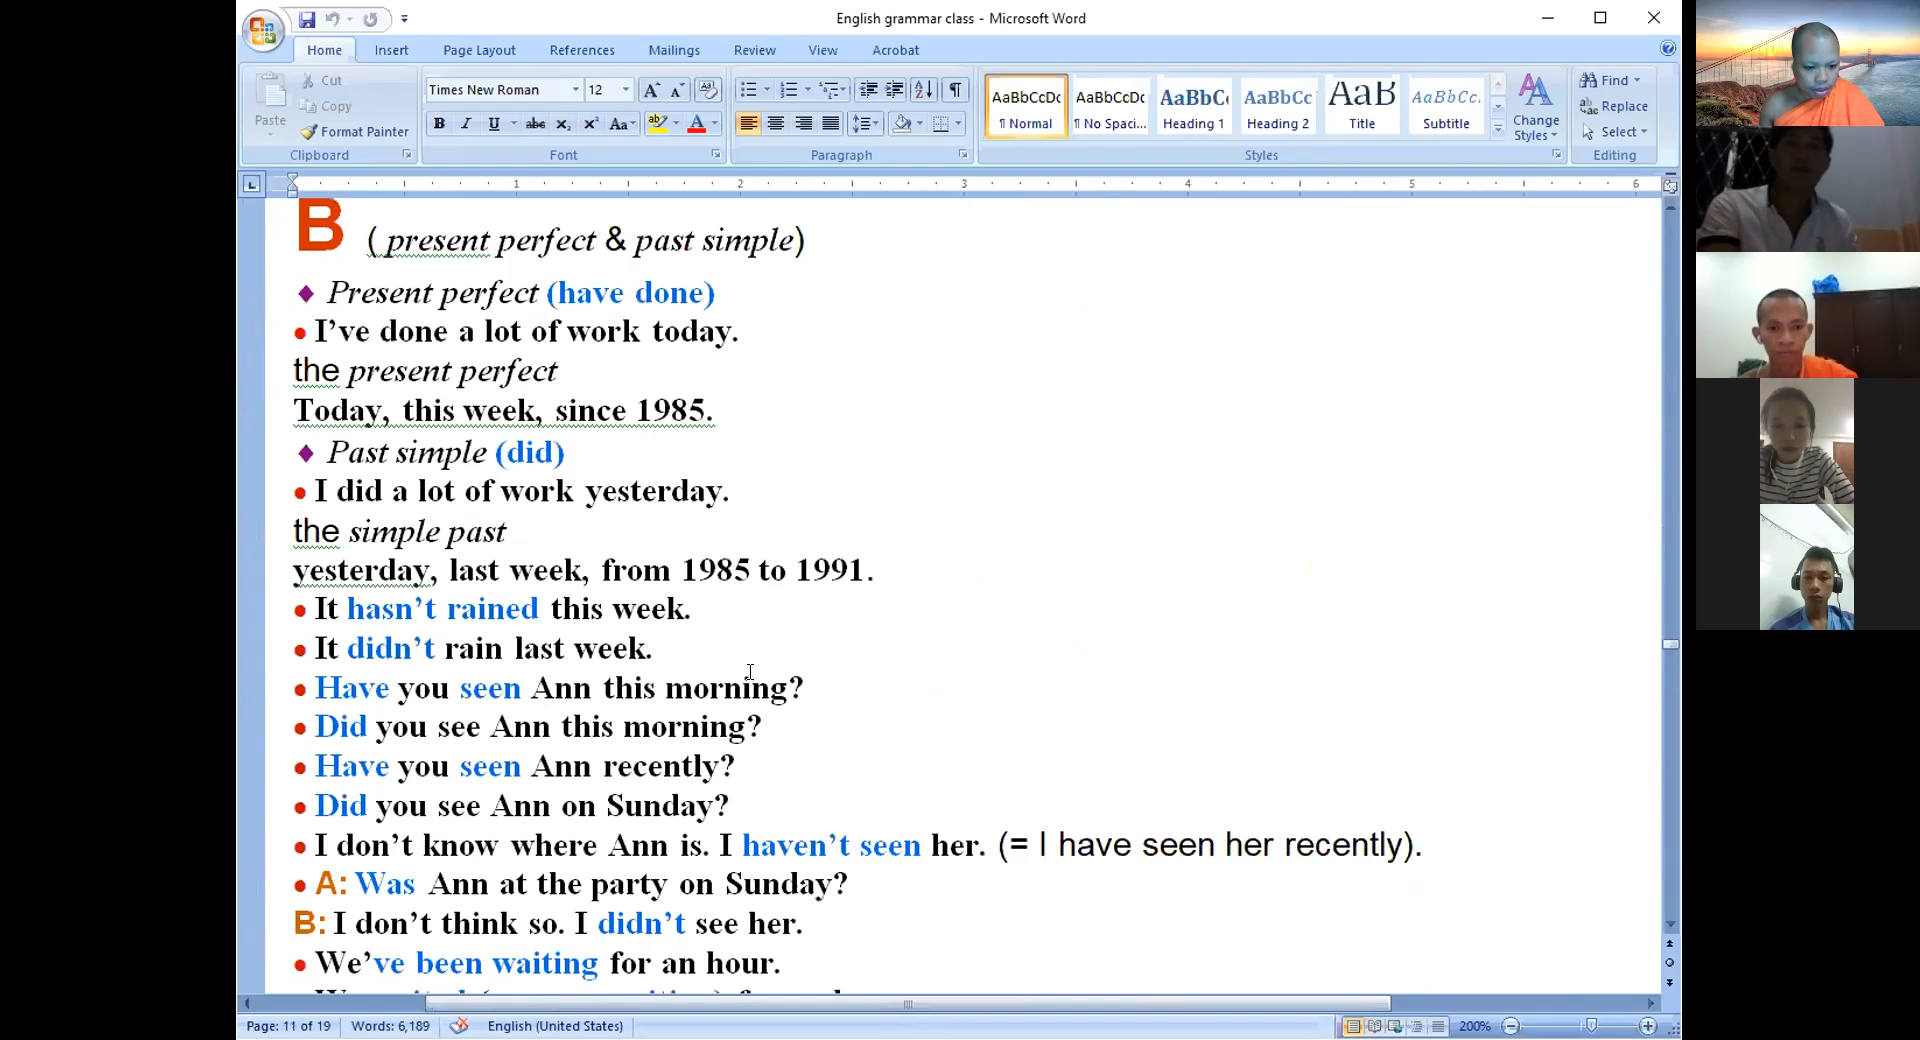 English grammar class - Microsoft Word
Home Insert Page Layout References Mailings Review View Acrobat
Paste
Cut
Copy
Format Painter
Clipboard
Times New Roman 12
Font
Paragraph
AaBbCcDc AaBbCcDc AaBbC AaBbCc AaB AaBbCc.
¶ Normal ¶ No Spaci... Heading 1 Heading 2 Title Subtitle
Change Styles
Styles
Find
Replace
Select
Editing
1 2 3 4 5 6
B ( present perfect & past simple)
♦ Present perfect (have done)
• I’ve done a lot of work today.
the present perfect
Today, this week, since 1985.
♦ Past simple (did)
• I did a lot of work yesterday.
the simple past
yesterday, last week, from 1985 to 1991.
• It hasn’t rained this week.
• It didn’t rain last week.
• Have you seen Ann this morning?
• Did you see Ann this morning?
• Have you seen Ann recently?
• Did you see Ann on Sunday?
• I don’t know where Ann is. I haven’t seen her. (= I have seen her recently).
• A: Was Ann at the party on Sunday?
B: I don’t think so. I didn’t see her.
• We’ve been waiting for an hour.
Page: 11 of 19 Words: 6,189 English (United States) 200%